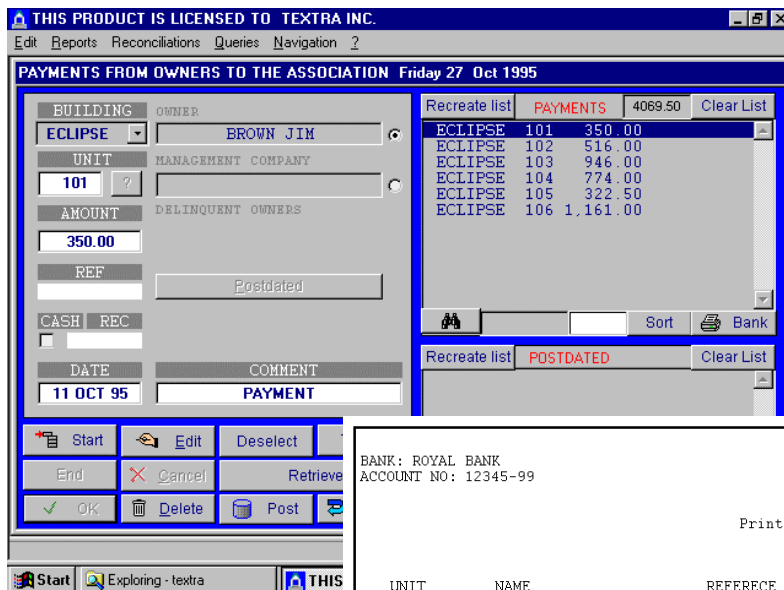 THIS PRODUCT IS LICENSED TO TEXTRA INC.
Edit Reports Reconciliations Queries Navigation ?
PAYMENTS FROM OWNERS TO THE ASSOCIATION Friday 27 Oct 1995
BUILDING OWNER
ECLIPSE BROWN JIM
UNIT MANAGEMENT COMPANY
101 ?
AMOUNT DELINQUENT OWNERS
350.00
REF
Postdated
CASH REC
DATE COMMENT
11 OCT 95 PAYMENT
Recreate list PAYMENTS 4069.50 Clear List
ECLIPSE 101 350.00
ECLIPSE 102 516.00
ECLIPSE 103 946.00
ECLIPSE 104 774.00
ECLIPSE 105 322.50
ECLIPSE 106 1,161.00
Sort Bank
Recreate list POSTDATED Clear List
Start Edit Deselect
End Cancel Retrieve
OK Delete Post
BANK: ROYAL BANK
ACCOUNT NO: 12345-99
Print
UNIT NAME REFERECE
Start Exploring - textra THIS